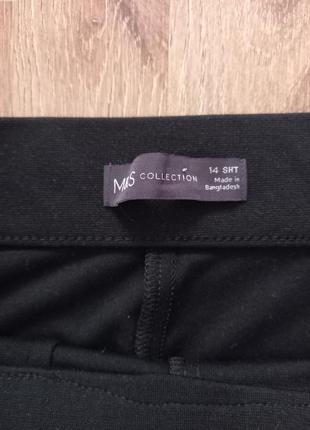 M&S COLLECTION
14 SHT
Made in
Bangladesh